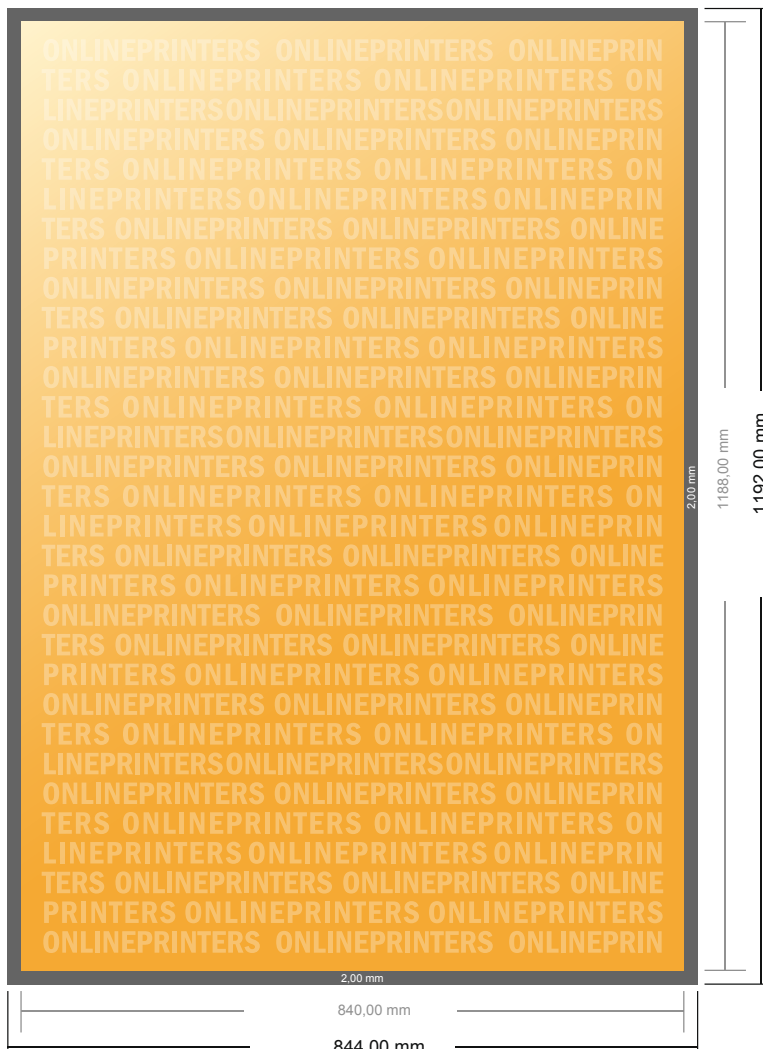 ONLINEPRINTERS ONLINEPRINTERS ONLINEPRIN
TERS ONLINEPRINTERS ONLINEPRINTERS ON
LINEPRINTERSONLINEPRINTERSONLINEPRINTERS
ONLINEPRINTERS ONLINEPRINTERS ONLINEPRIN
TERS ONLINEPRINTERS ONLINEPRINTERS ON
LINEPRINTERS ONLINEPRINTERS ONLINEPRIN
TERS ONLINEPRINTERS ONLINEPRINTERS ONLINE
PRINTERS ONLINEPRINTERS ONLINEPRINTERS
ONLINEPRINTERS ONLINEPRINTERS ONLINEPRIN
TERS ONLINEPRINTERS ONLINEPRINTERS ONLINE
PRINTERS ONLINEPRINTERS ONLINEPRINTERS
ONLINEPRINTERS ONLINEPRINTERS ONLINEPRIN
TERS ONLINEPRINTERS ONLINEPRINTERS ON
LINEPRINTERSONLINEPRINTERSONLINEPRINTERS
ONLINEPRINTERS ONLINEPRINTERS ONLINEPRIN
TERS ONLINEPRINTERS ONLINEPRINTERS ON
LINEPRINTERS ONLINEPRINTERS ONLINEPRIN
TERS ONLINEPRINTERS ONLINEPRINTERS ONLINE
PRINTERS ONLINEPRINTERS ONLINEPRINTERS
ONLINEPRINTERS ONLINEPRINTERS ONLINEPRIN
TERS ONLINEPRINTERS ONLINEPRINTERS ONLINE
PRINTERS ONLINEPRINTERS ONLINEPRINTERS
ONLINEPRINTERS ONLINEPRINTERS ONLINEPRIN
TERS ONLINEPRINTERS ONLINEPRINTERS ON
LINEPRINTERSONLINEPRINTERSONLINEPRINTERS
ONLINEPRINTERS ONLINEPRINTERS ONLINEPRIN
TERS ONLINEPRINTERS ONLINEPRINTERS ON
LINEPRINTERS ONLINEPRINTERS ONLINEPRIN
TERS ONLINEPRINTERS ONLINEPRINTERS ONLINE
PRINTERS ONLINEPRINTERS ONLINEPRINTERS
ONLINEPRINTERS ONLINEPRINTERS ONLINEPRIN
2,00 mm
1188,00 mm
1192,00 mm
2,00 mm
840,00 mm
844,00 mm